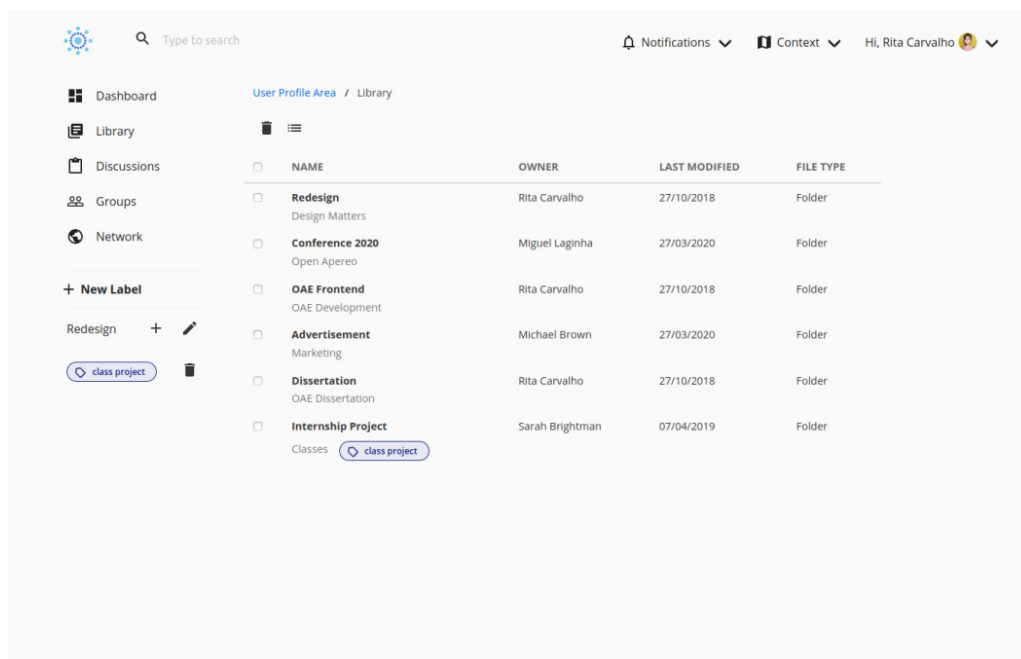 Type to search
Notifications
Context
Hi, Rita Carvalho
Dashboard
Library
Discussions
Groups
Network
+ New Label
Redesign +
class project
User Profile Area / Library
NAME OWNER LAST MODIFIED FILE TYPE
Redesign Rita Carvalho 27/10/2018 Folder
Design Matters
Conference 2020 Miguel Laginha 27/03/2020 Folder
Open Apereo
OAE Frontend Rita Carvalho 27/10/2018 Folder
OAE Development
Advertisement Michael Brown 27/03/2020 Folder
Marketing
Dissertation Rita Carvalho 27/10/2018 Folder
OAE Dissertation
Internship Project Sarah Brightman 07/04/2019 Folder
Classes class project